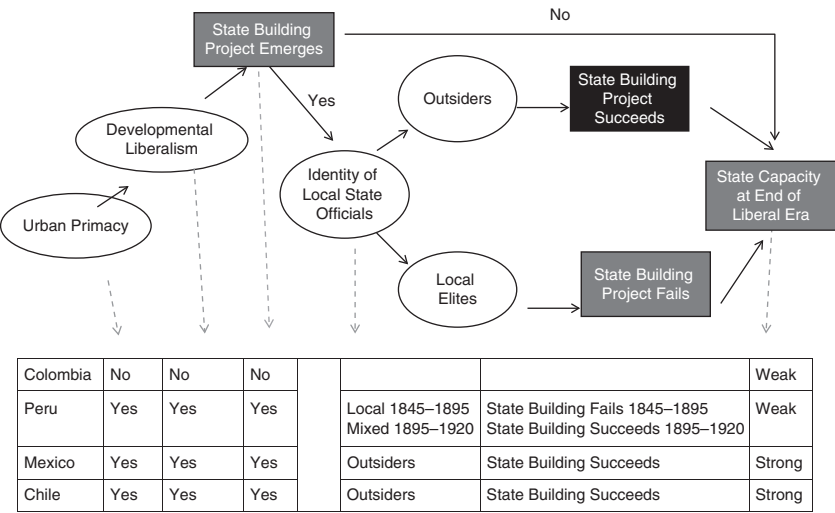 No
State Building
Project Emerges
Yes
Outsiders
State Building
Project
Succeeds
Developmental
Liberalism
Identity of
Local State
Officials
State Capacity
at End of
Liberal Era
Urban Primacy
Local
Elites
State Building
Project Fails
Colombia No No No Weak
Peru Yes Yes Yes Local 1845–1895 State Building Fails 1845–1895 Weak
Mixed 1895–1920 State Building Succeeds 1895–1920
Mexico Yes Yes Yes Outsiders State Building Succeeds Strong
Chile Yes Yes Yes Outsiders State Building Succeeds Strong